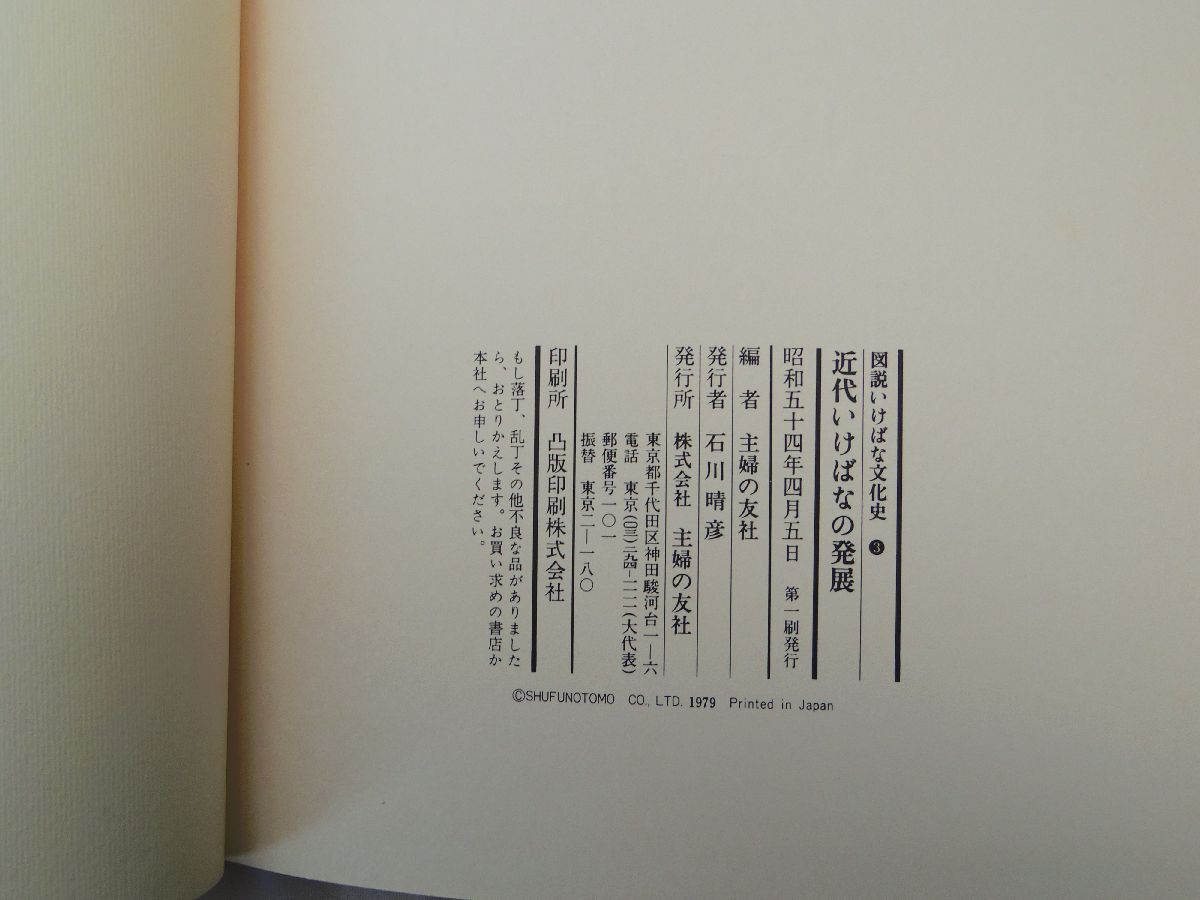 図説いけばな文化史 ❸
近代いけばなの発展
昭和五十四年四月五日 第一刷発行
編 者 主婦の友社
発行者 石川晴彦
発行所 株式会社 主婦の友社
東京都千代田区神田駿河台一―六
電話 東京(〇三)二九四―一一一一(大代表)
郵便番号一〇一
振替 東京二―一八〇
印刷所 凸版印刷株式会社
もし落丁、乱丁その他不良な品がありました
ら、おとりかえします。お買い求めの書店か
本社へお申しいでください。
©SHUFUNOTOMO CO., LTD. 1979 Printed in Japan